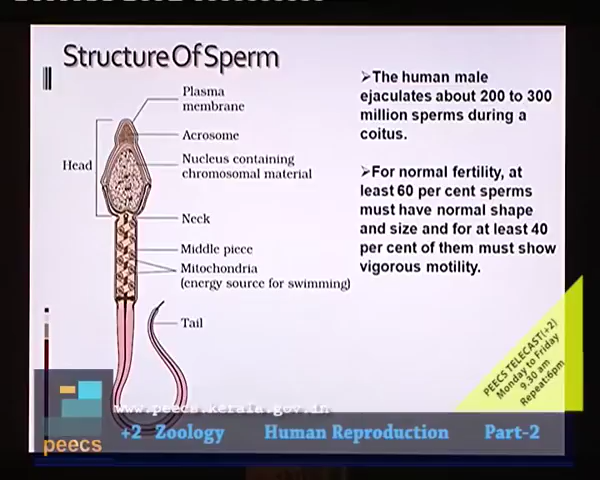 Structure Of Sperm
Plasma
membrane
Acrosome
Head
Nucleus containing
chromosomal material
Neck
Middle piece
Mitochondria
(energy source for swimming)
Tail
➢The human male
ejaculates about 200 to 300
million sperms during a
coitus.
➢For normal fertility, at
least 60 per cent sperms
must have normal shape
and size and for at least 40
per cent of them must show
vigorous motility.
PEECS TELECAST(+2)
Monday to Friday
9.30 am
Repeat:6pm
www.peecs.kerala.gov.in
peecs
+2 Zoology Human Reproduction Part-2